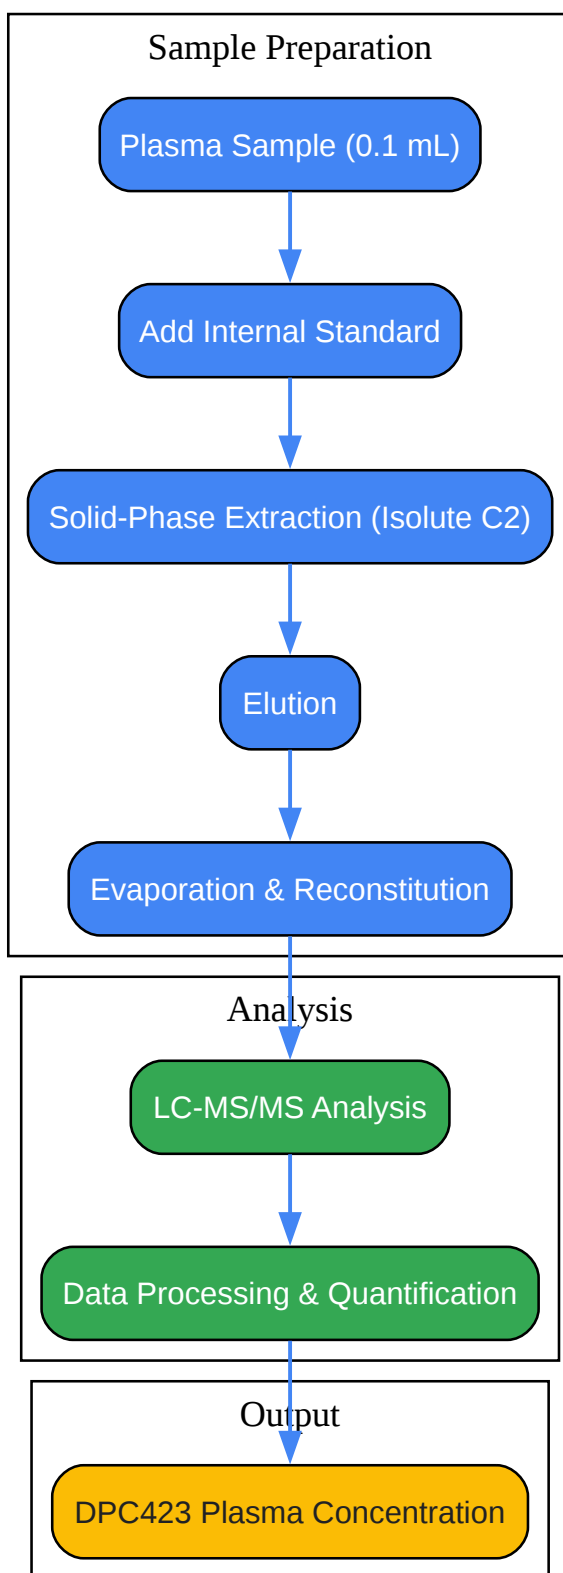 Sample Preparation
Plasma Sample (0.1 mL)
Add Internal Standard
Solid-Phase Extraction (Isolute C2)
Elution
Evaporation & Reconstitution
Analysis
LC-MS/MS Analysis
Data Processing & Quantification
Output
DPC423 Plasma Concentration